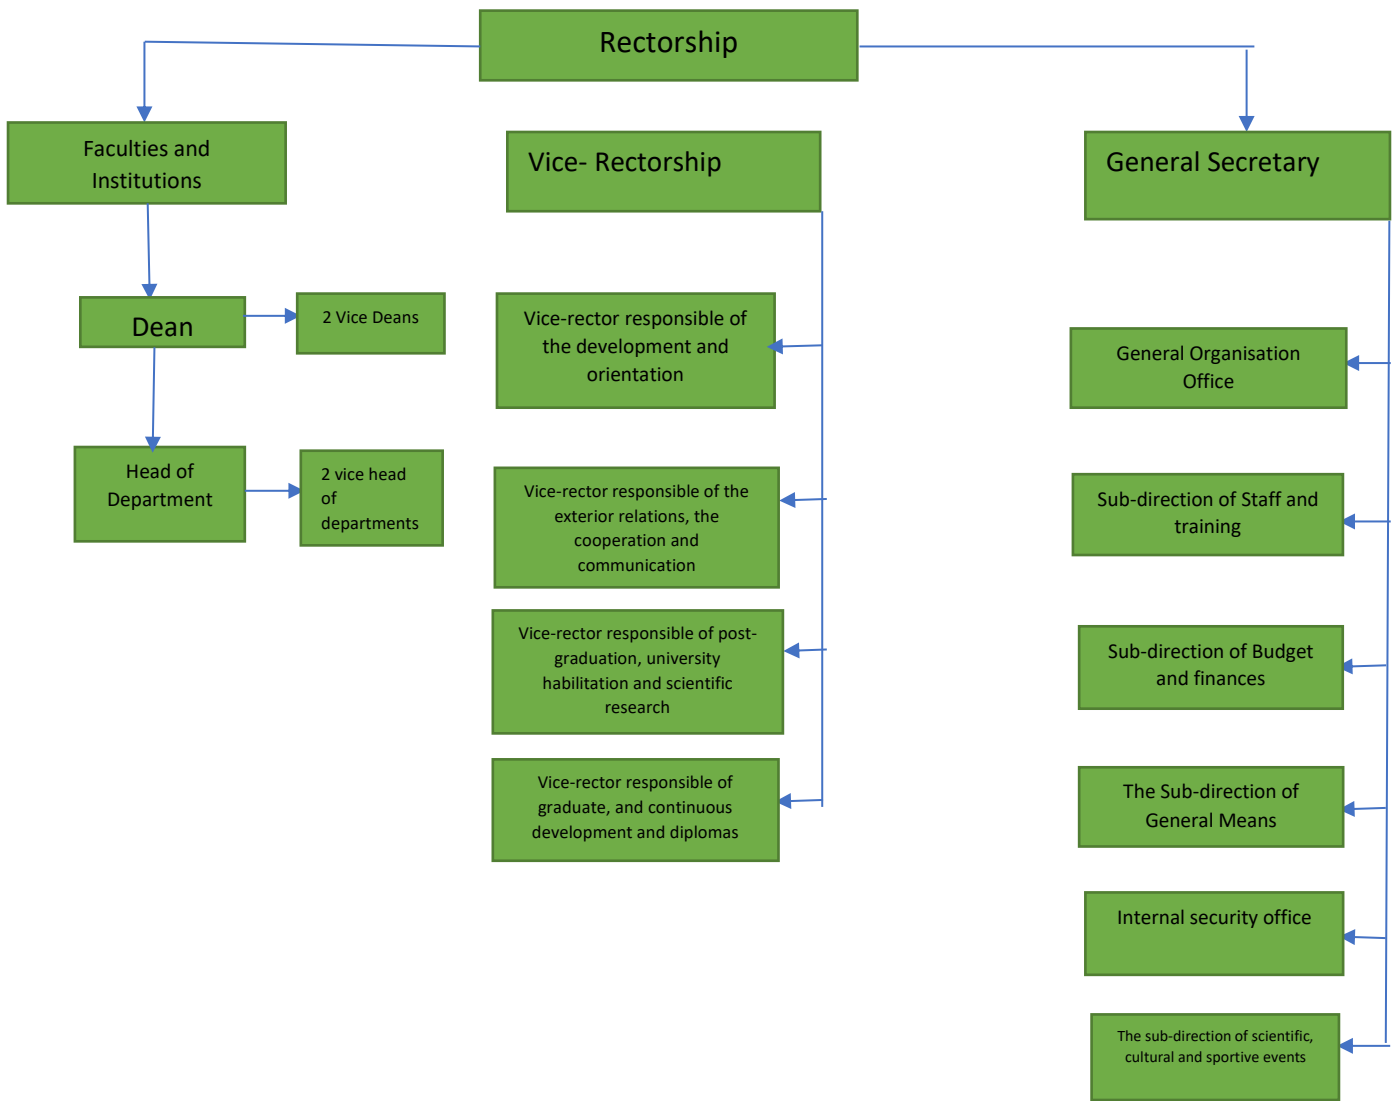 Rectorship
Faculties and
Institutions
Vice- Rectorship
General Secretary
Dean
2 Vice Deans
Head of
Department
2 vice head
of
departments
Vice-rector responsible of
the development and
orientation
Vice-rector responsible of the
exterior relations, the
cooperation and
communication
Vice-rector responsible of post-
graduation, university
habilitation and scientific
research
Vice-rector responsible of
graduate, and continuous
development and diplomas
General Organisation
Office
Sub-direction of Staff and
training
Sub-direction of Budget
and finances
The Sub-direction of
General Means
Internal security office
The sub-direction of scientific,
cultural and sportive events